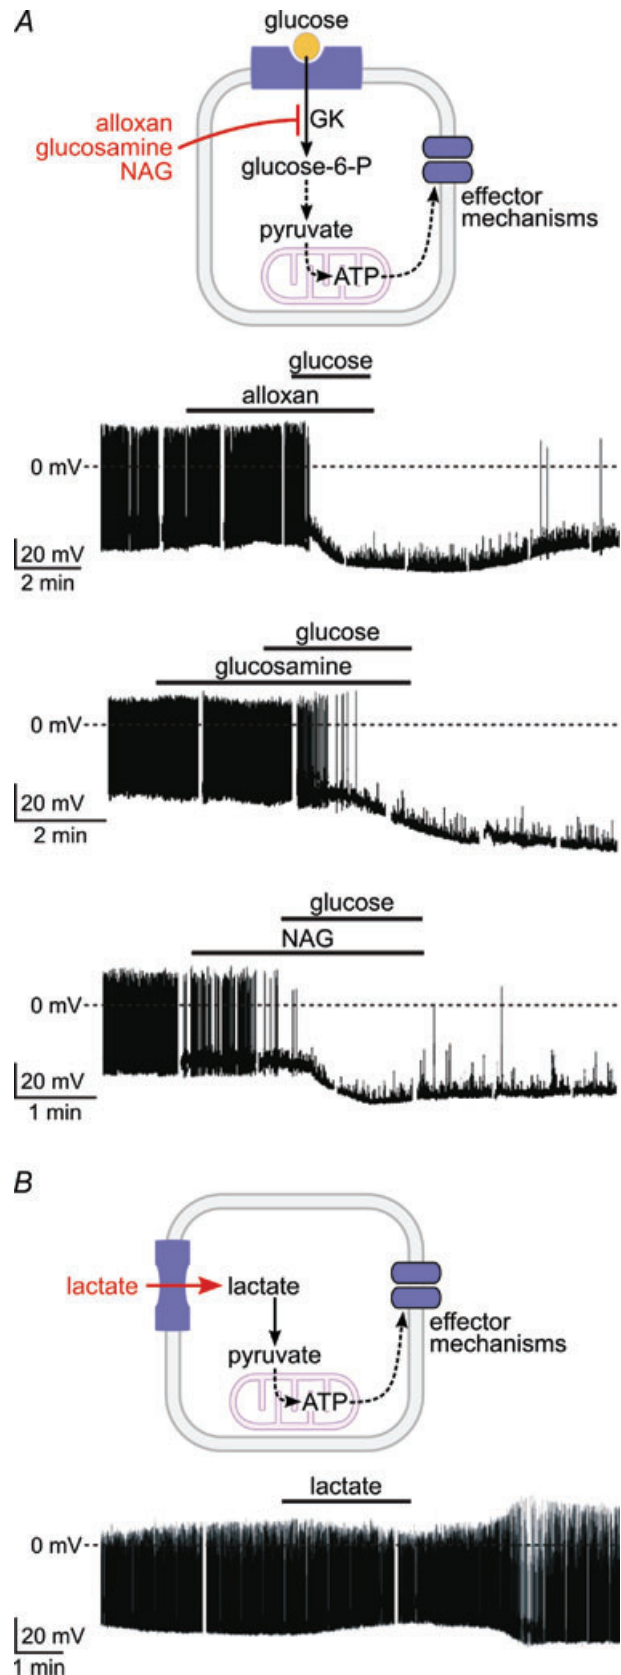 A
glucose
alloxan
glucosamine
NAG
GK
glucose-6-P
pyruvate
ATP
effector
mechanisms
glucose
alloxan
0 mV
20 mV
2 min
glucose
glucosamine
0 mV
20 mV
2 min
glucose
NAG
0 mV
20 mV
1 min
B
lactate
lactate
pyruvate
ATP
effector
mechanisms
lactate
0 mV
20 mV
1 min